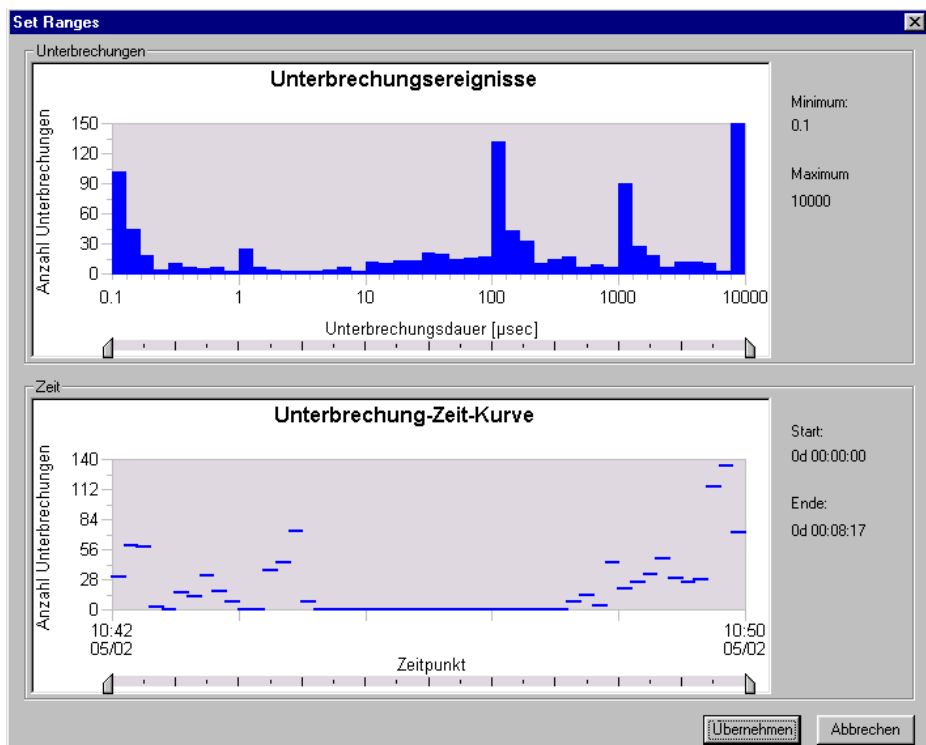 Set Ranges
Unterbrechungen
Unterbrechungsereignisse
Anzahl Unterbrechungen
150
120
90
60
30
0
0.1 1 10 100 1000 10000
Unterbrechungsdauer [µsec]
Minimum:
0.1
Maximum
10000
Zeit
Unterbrechung-Zeit-Kurve
Anzahl Unterbrechungen
140
112
84
56
28
0
10:42 10:50
05/02 05/02
Zeitpunkt
Start:
0d 00:00:00
Ende:
0d 00:08:17
Übernehmen Abbrechen